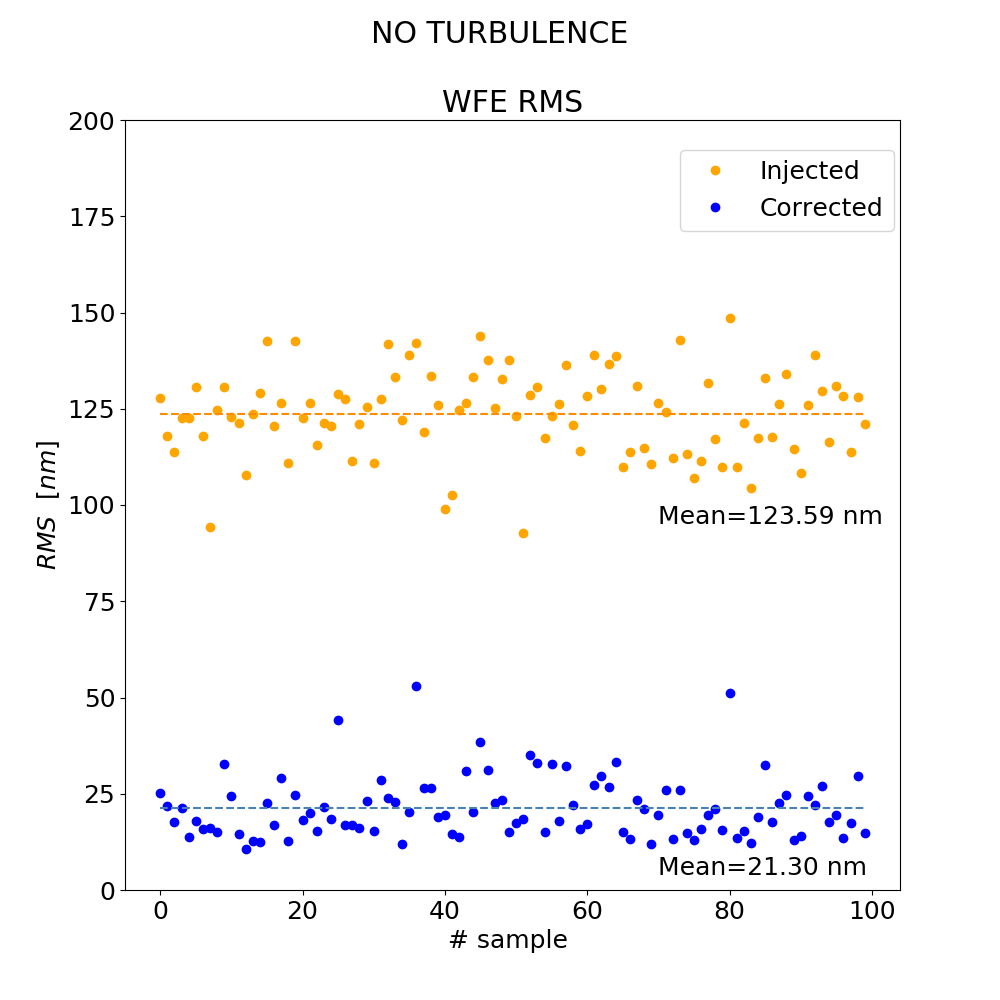 NO TURBULENCE
WFE RMS
200
175
150
125
100
75
50
25
0
RMS [nm]
Injected
Corrected
Mean=123.59 nm
Mean=21.30 nm
0 20 40 60 80 100
# sample